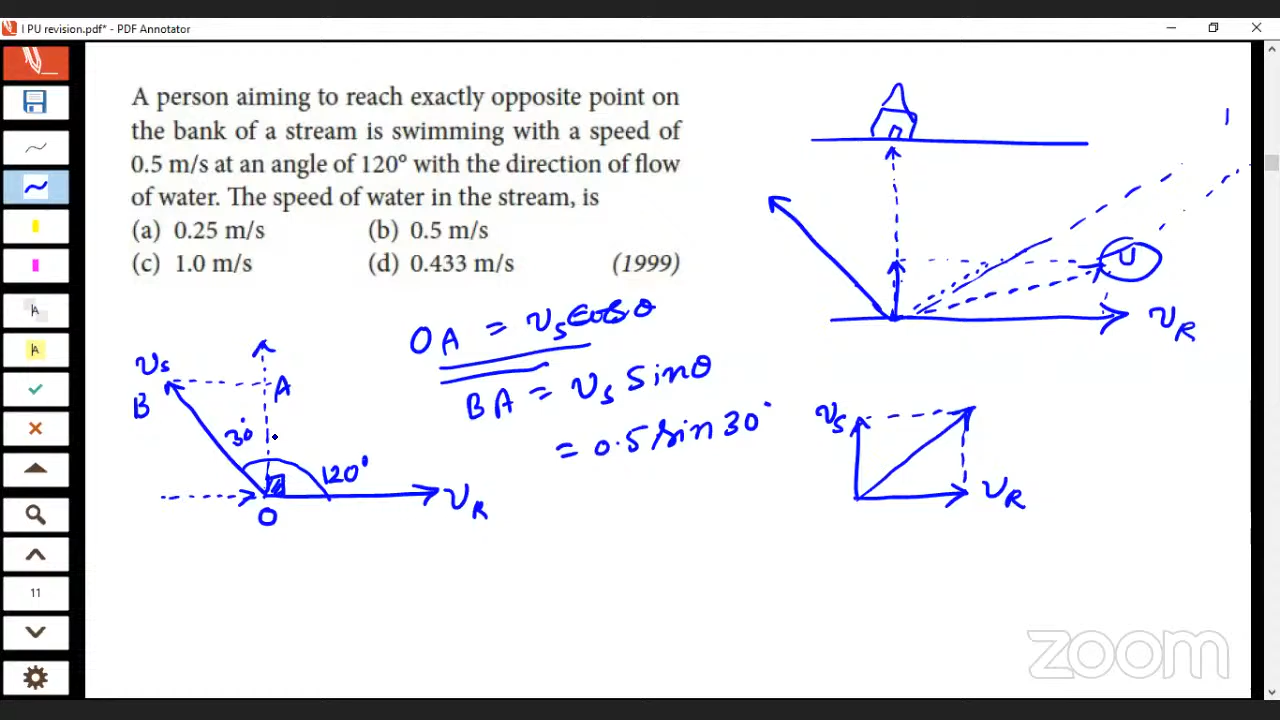 I PU revision.pdf* - PDF Annotator
A person aiming to reach exactly opposite point on
the bank of a stream is swimming with a speed of
0.5 m/s at an angle of 120° with the direction of flow
of water. The speed of water in the stream, is
(a) 0.25 m/s (b) 0.5 m/s
(c) 1.0 m/s (d) 0.433 m/s (1999)
OA = vs cos θ
BA = vs sin θ
= 0.5 sin 30°
vs
B
A
30°
120°
O
vR
υ
vR
vs
vR
A
A
11
zoom